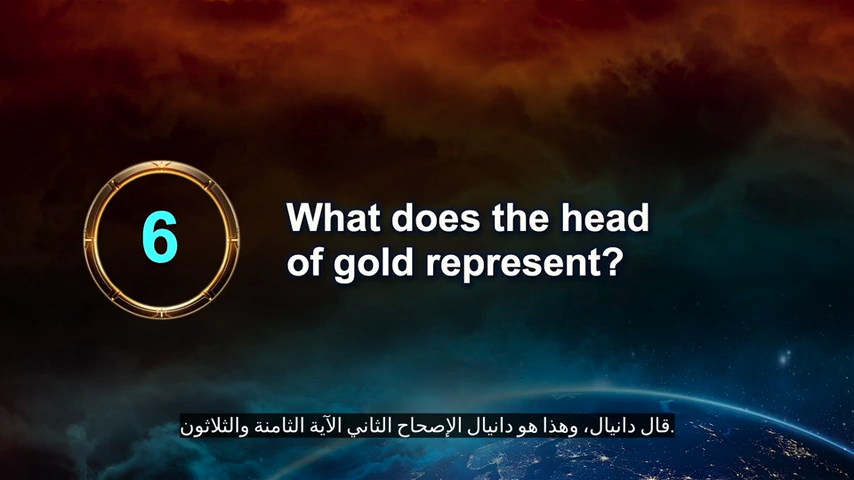 6
What does the head
of gold represent?
قال دانيال، وهذا هو دانيال الإصحاح الثاني الآية الثامنة والثلاثون.